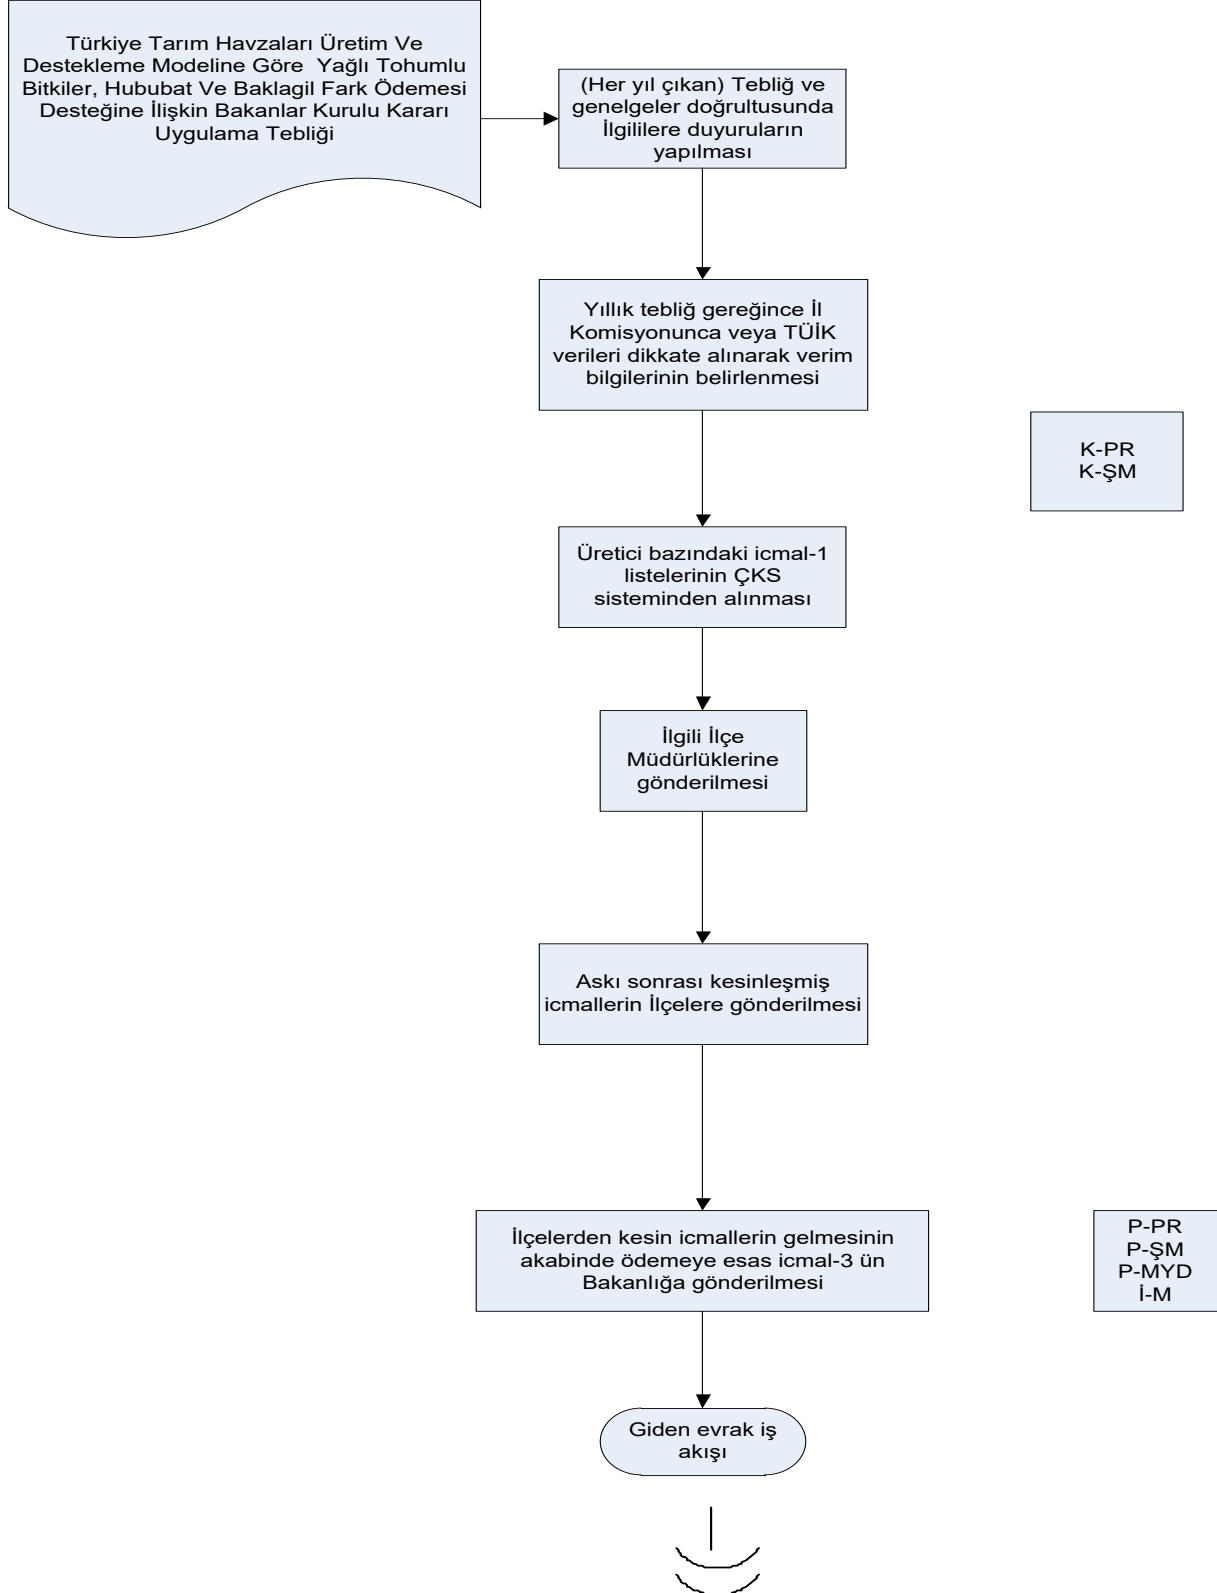 Türkiye Tarım Havzaları Üretim Ve
Destekleme Modeline Göre  Yağlı Tohumlu
Bitkiler, Hububat Ve Baklagil Fark Ödemesi
Desteğine İlişkin Bakanlar Kurulu Kararı
Uygulama Tebliği
(Her yıl çıkan) Tebliğ ve
genelgeler doğrultusunda
İlgililere duyuruların
yapılması
Yıllık tebliğ gereğince İl
Komisyonunca veya TÜİK
verileri dikkate alınarak verim
bilgilerinin belirlenmesi
K-PR
K-ŞM
Üretici bazındaki icmal-1
listelerinin ÇKS
sisteminden alınması
İlgili İlçe
Müdürlüklerine
gönderilmesi
Askı sonrası kesinleşmiş
icmallerin İlçelere gönderilmesi
İlçelerden kesin icmallerin gelmesinin
akabinde ödemeye esas icmal-3 ün
Bakanlığa gönderilmesi
P-PR
P-ŞM
P-MYD
İ-M
Giden evrak iş
akışı